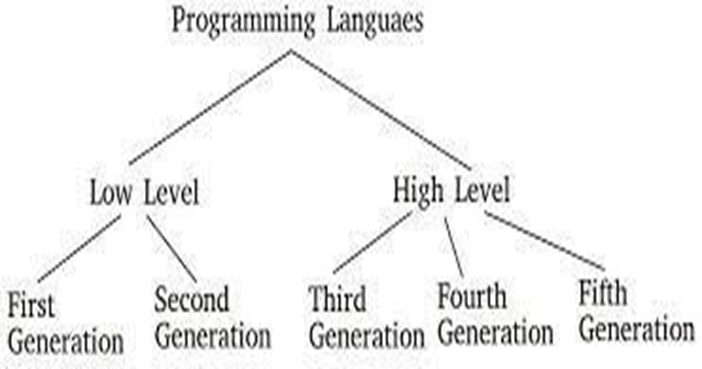 Programming Languaes
Low Level
High Level
First
Generation
Second
Generation
Third
Generation
Fourth
Generation
Fifth
Generation